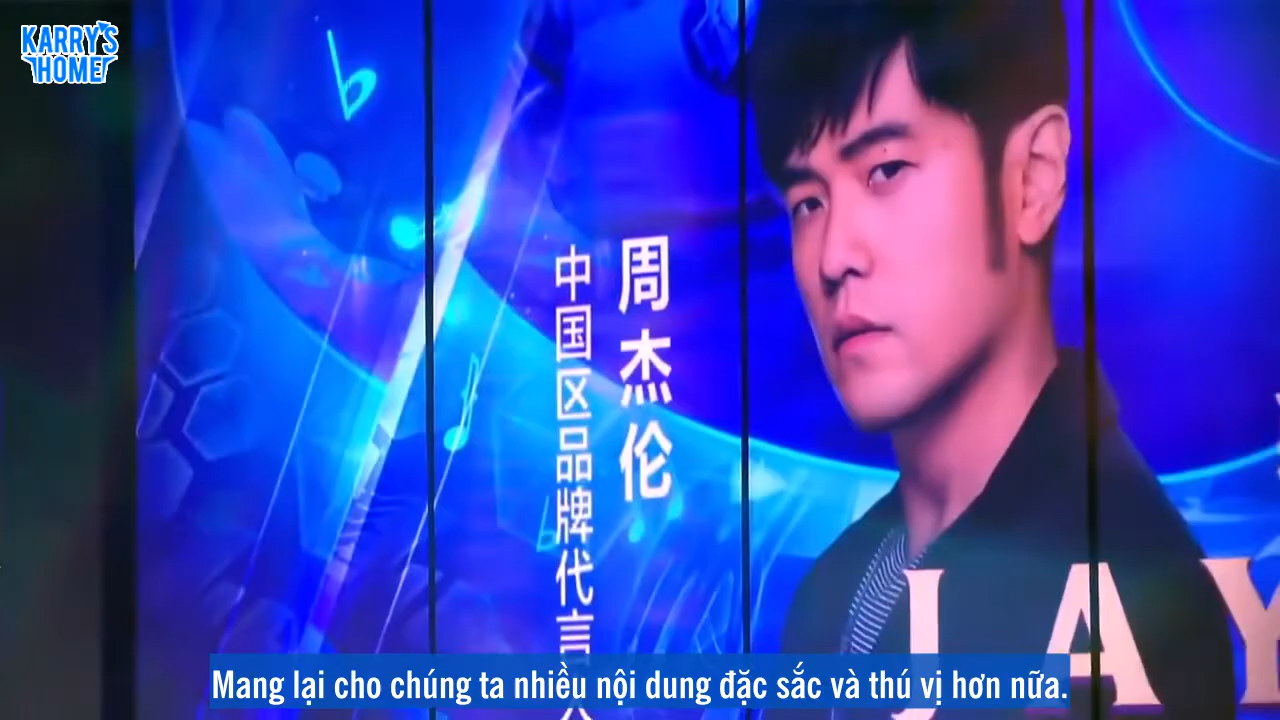 KARRY'S
HOME
周杰伦
中国区品牌代言
JAY
Mang lại cho chúng ta nhiều nội dung đặc sắc và thú vị hơn nữa.